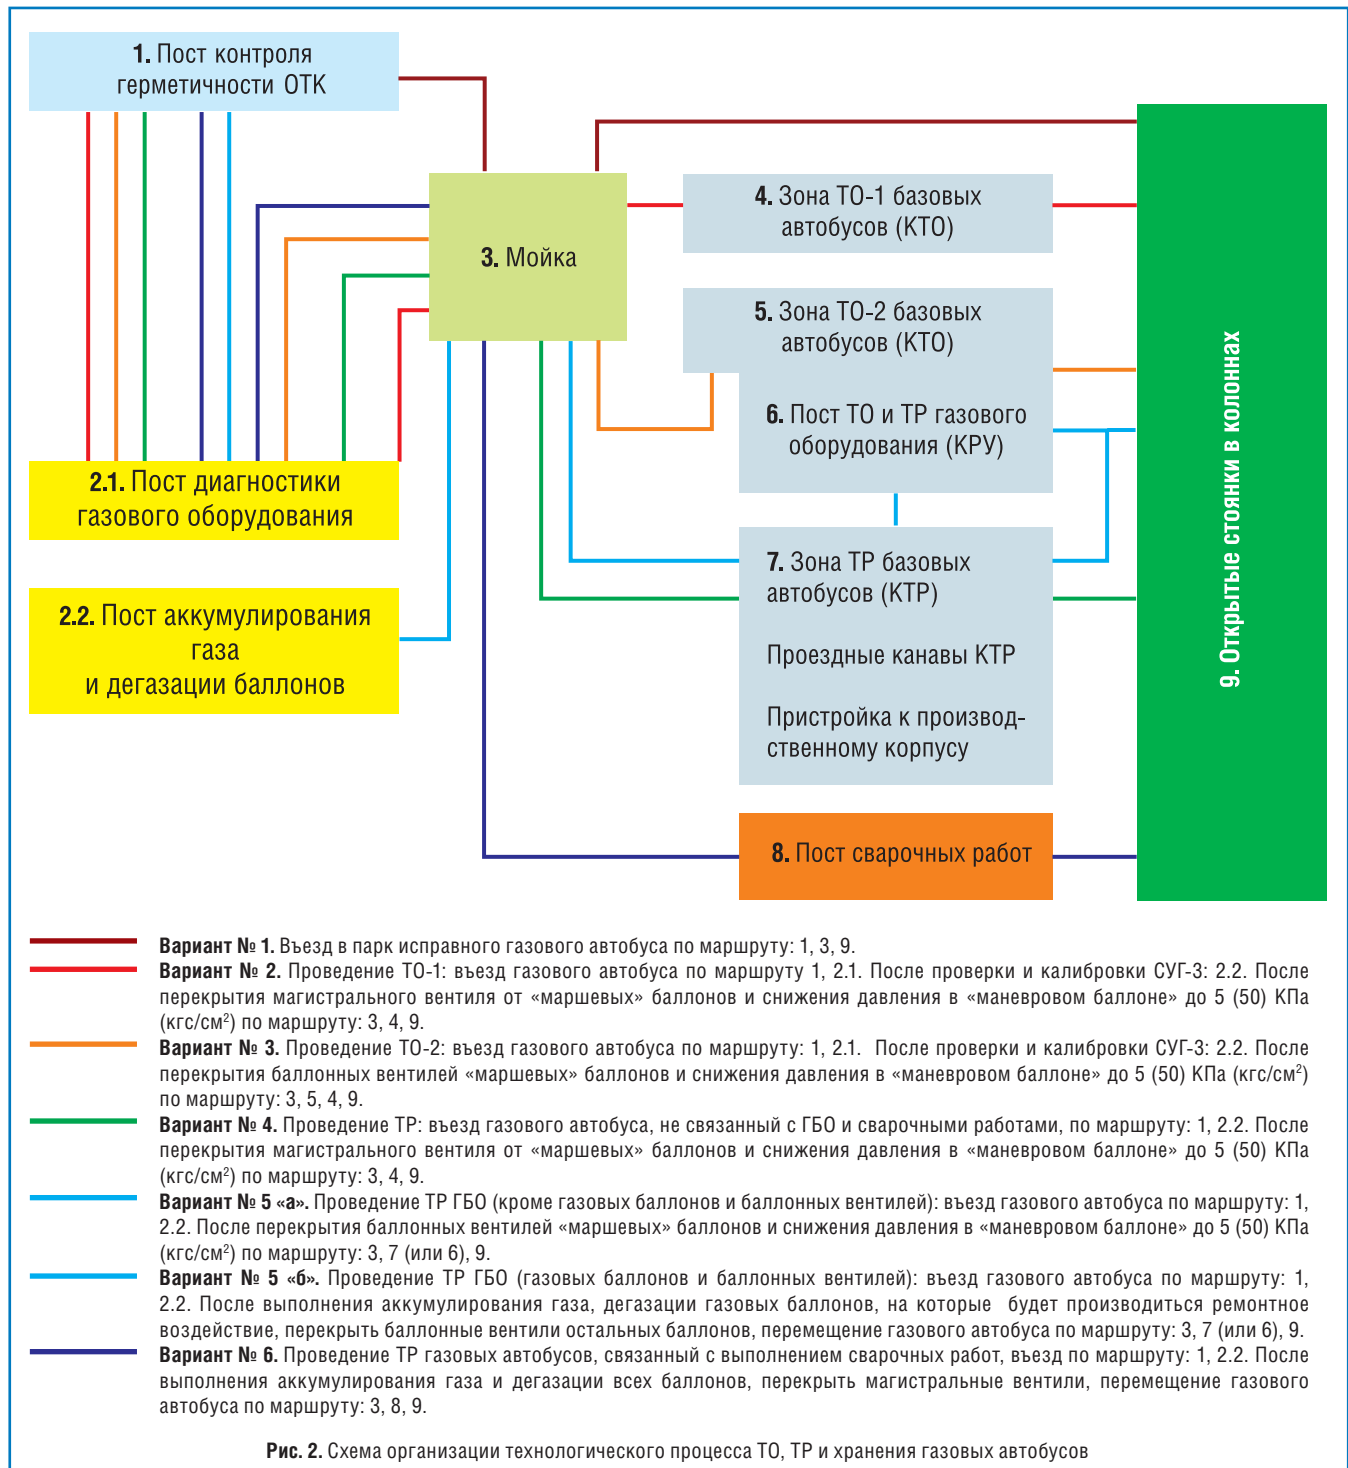 1. Пост контроля
герметичности ОТК
3. Мойка
4. Зона ТО-1 базовых
автобусов (КТО)
5. Зона ТО-2 базовых
автобусов (КТО)
6. Пост ТО и ТР газового
оборудования (КРУ)
2.1. Пост диагностики
газового оборудования
2.2. Пост аккумулирования
газа
и дегазации баллонов
7. Зона ТР базовых
автобусов (КТР)
Проездные канавы КТР
Пристройка к производ-
ственному корпусу
8. Пост сварочных работ
9. Открытые стоянки в колоннах
Вариант № 1. Въезд в парк исправного газового автобуса по маршруту: 1, 3, 9.
Вариант № 2. Проведение ТО-1: въезд газового автобуса по маршруту 1, 2.1. После проверки и калибровки СУГ-3: 2.2. После
перекрытия магистрального вентиля от «маршевых» баллонов и снижения давления в «маневровом баллоне» до 5 (50) КПа
(кгс/см²) по маршруту: 3, 4, 9.
Вариант № 3. Проведение ТО-2: въезд газового автобуса по маршруту: 1, 2.1. После проверки и калибровки СУГ-3: 2.2. После
перекрытия баллонных вентилей «маршевых» баллонов и снижения давления в «маневровом баллоне» до 5 (50) КПа (кгс/см²)
по маршруту: 3, 5, 4, 9.
Вариант № 4. Проведение ТР: въезд газового автобуса, не связанный с ГБО и сварочными работами, по маршруту: 1, 2.2. После
перекрытия магистрального вентиля от «маршевых» баллонов и снижения давления в «маневровом баллоне» до 5 (50) КПа
(кгс/см²) по маршруту: 3, 4, 9.
Вариант № 5 «а». Проведение ТР ГБО (кроме газовых баллонов и баллонных вентилей): въезд газового автобуса по маршруту: 1,
2.2. После перекрытия баллонных вентилей «маршевых» баллонов и снижения давления в «маневровом баллоне» до 5 (50) КПа
(кгс/см²) по маршруту: 3, 7 (или 6), 9.
Вариант № 5 «б». Проведение ТР ГБО (газовых баллонов и баллонных вентилей): въезд газового автобуса по маршруту: 1,
2.2. После выполнения аккумулирования газа, дегазации газовых баллонов, на которые будет производиться ремонтное
воздействие, перекрыть баллонные вентили остальных баллонов, перемещение газового автобуса по маршруту: 3, 7 (или 6), 9.
Вариант № 6. Проведение ТР газовых автобусов, связанный с выполнением сварочных работ, въезд по маршруту: 1, 2.2. После
выполнения аккумулирования газа и дегазации всех баллонов, перекрыть магистральные вентили, перемещение газового
автобуса по маршруту: 3, 8, 9.
Рис. 2. Схема организации технологического процесса ТО, ТР и хранения газовых автобусов